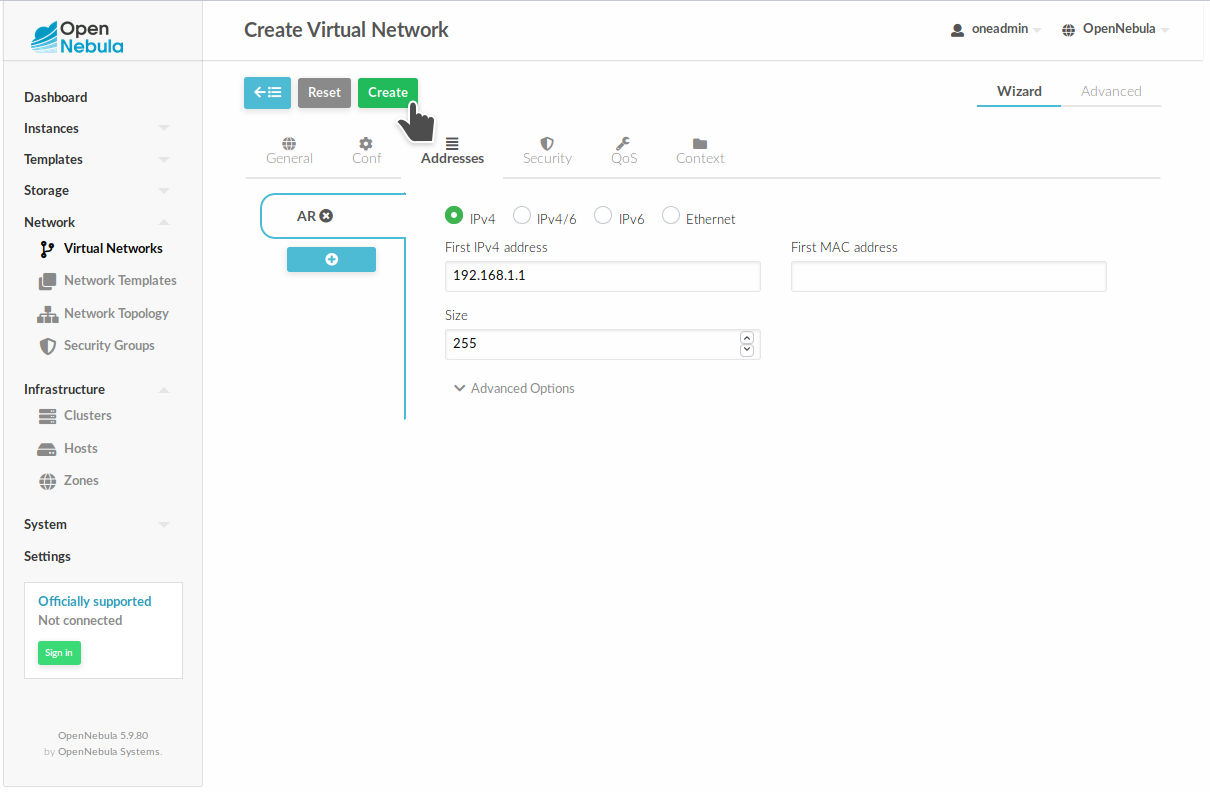 Open
Nebula
Create Virtual Network
oneadmin
OpenNebula
Dashboard
Instances
Templates
Storage
Network
Virtual Networks
Network Templates
Network Topology
Security Groups
Infrastructure
Clusters
Hosts
Zones
System
Settings
Officially supported
Not connected
Sign in
OpenNebula 5.9.80
by OpenNebula Systems.
Reset
Create
Wizard
Advanced
General
Conf
Addresses
Security
QoS
Context
AR
IPv4
IPv4/6
IPv6
Ethernet
First IPv4 address
First MAC address
192.168.1.1
Size
255
Advanced Options